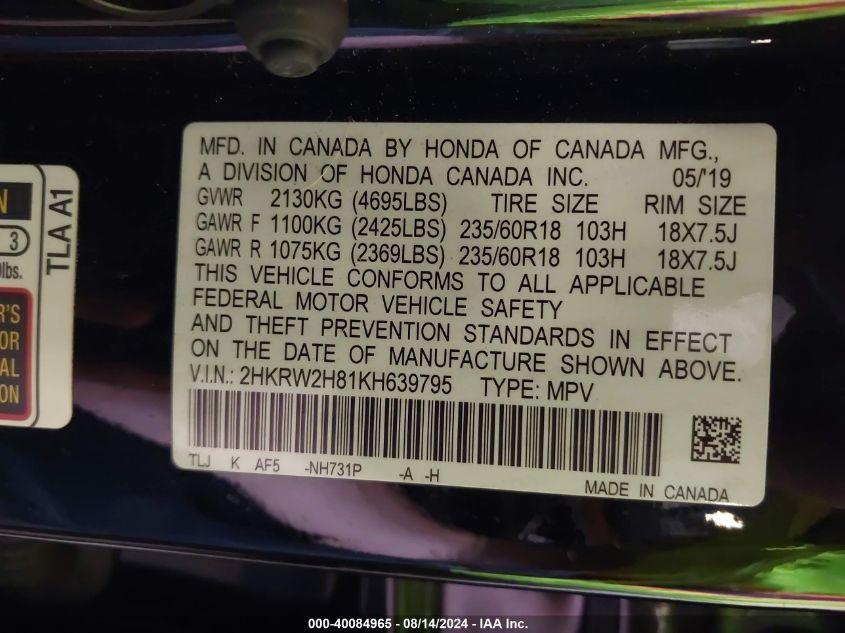 MFD. IN CANADA BY HONDA OF CANADA MFG.,
A DIVISION OF HONDA CANADA INC. 05/'19
GVWR 2130KG (4695LBS) TIRE SIZE RIM SIZE
GAWR F 1100KG (2425LBS) 235/60R18 103H 18X7.5J
GAWR R 1075KG (2369LBS) 235/60R18 103H 18X7.5J
THIS VEHICLE CONFORMS TO ALL APPLICABLE
FEDERAL MOTOR VEHICLE SAFETY
AND THEFT PREVENTION STANDARDS IN EFFECT
ON THE DATE OF MANUFACTURE SHOWN ABOVE.
V.I.N.: 2HKRW2H81KH639795 TYPE: MPV
TLJ K AF5 -NH731P -A -H
MADE IN CANADA
TLA A1
3
lbs.
000-40084965 - 08/14/2024 - IAA Inc.